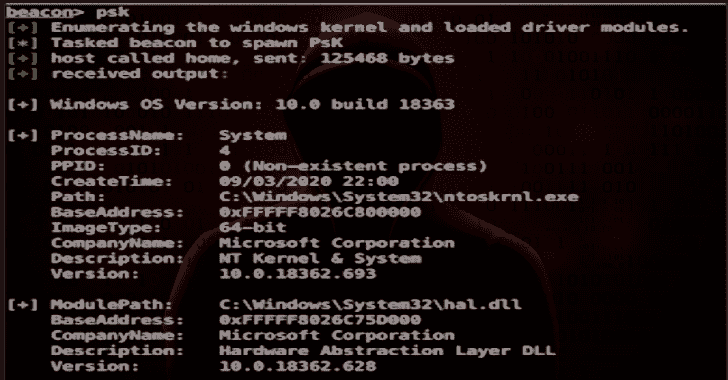 beacon> psk
[+] Enumerating the windows kernel and loaded driver modules.
[*] Tasked beacon to spawn PsK
[+] host called home, sent: 125468 bytes
[+] received output:
[+] Windows OS Version: 10.0 build 18363
[+] ProcessName: System
ProcessID: 4
PPID: 0 (Non-existent process)
CreateTime: 09/03/2020 22:00
Path: C:\Windows\System32\ntoskrnl.exe
BaseAddress: 0xFFFFF8026C800000
ImageType: 64-bit
CompanyName: Microsoft Corporation
Description: NT Kernel & System
Version: 10.0.18362.693
[+] ModulePath: C:\Windows\System32\hal.dll
BaseAddress: 0xFFFFF8026C75D000
CompanyName: Microsoft Corporation
Description: Hardware Abstraction Layer DLL
Version: 10.0.18362.628